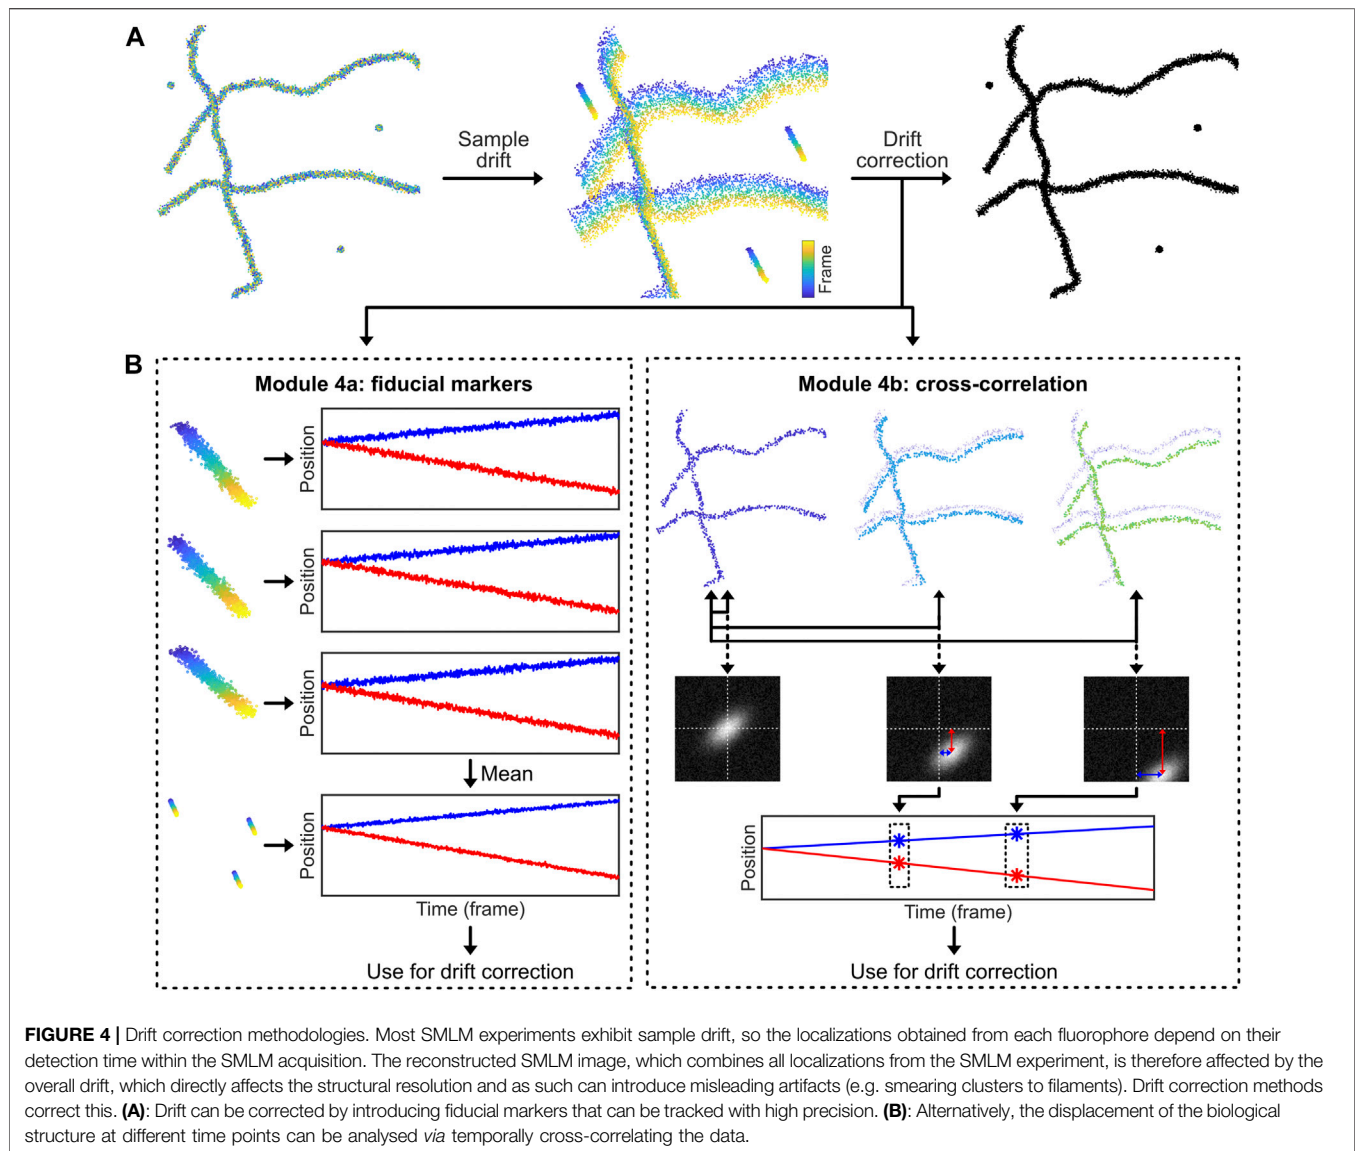 A
Sample
drift
Drift
correction
Frame
B
Module 4a: fiducial markers
Position
Position
Position
Mean
Position
Time (frame)
Use for drift correction
Module 4b: cross-correlation
Position
Time (frame)
Use for drift correction
FIGURE 4 | Drift correction methodologies. Most SMLM experiments exhibit sample drift, so the localizations obtained from each fluorophore depend on their
detection time within the SMLM acquisition. The reconstructed SMLM image, which combines all localizations from the SMLM experiment, is therefore affected by the
overall drift, which directly affects the structural resolution and as such can introduce misleading artifacts (e.g. smearing clusters to filaments). Drift correction methods
correct this. (A): Drift can be corrected by introducing fiducial markers that can be tracked with high precision. (B): Alternatively, the displacement of the biological
structure at different time points can be analysed via temporally cross-correlating the data.